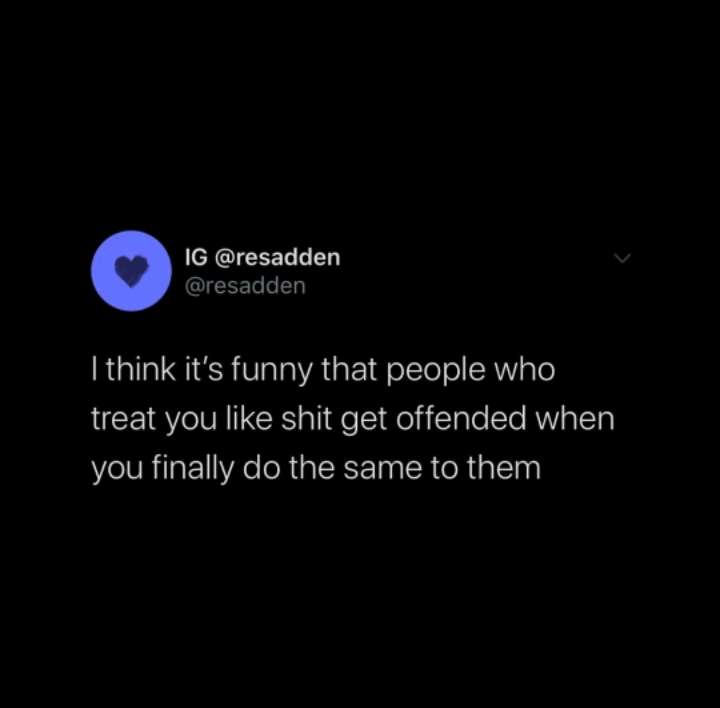 IG @resadden
@resadden
I think it's funny that people who
treat you like shit get offended when
you finally do the same to them